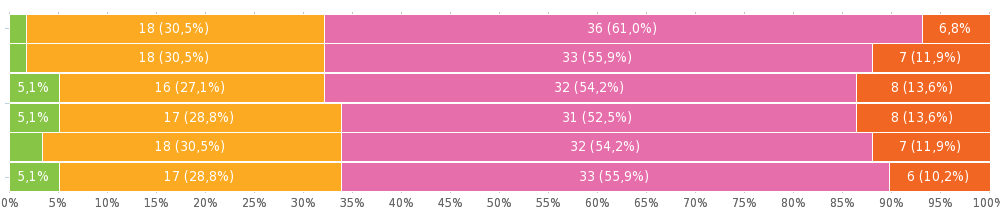 18 (30,5%) 36 (61,0%) 6,8%
18 (30,5%) 33 (55,9%) 7 (11,9%)
5,1% 16 (27,1%) 32 (54,2%) 8 (13,6%)
5,1% 17 (28,8%) 31 (52,5%) 8 (13,6%)
18 (30,5%) 32 (54,2%) 7 (11,9%)
5,1% 17 (28,8%) 33 (55,9%) 6 (10,2%)
0% 5% 10% 15% 20% 25% 30% 35% 40% 45% 50% 55% 60% 65% 70% 75% 80% 85% 90% 95% 100%